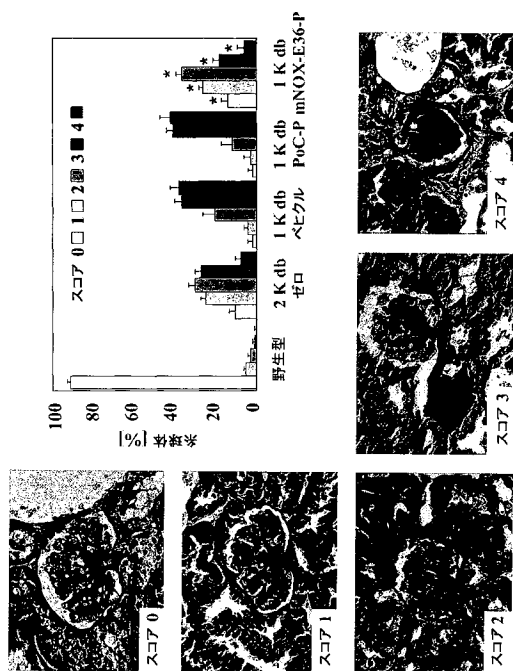 スコア 0 1 2 3 4
糸球体 [%]
100
80
60
40
20
0
* * * * *
野生型
2 K db
ゼロ
1 K db
ビヒクル
1 K db
PoC-P
1 K db
mNOX-E36-P
スコア 0
スコア 1
スコア 2
スコア 3
スコア 4